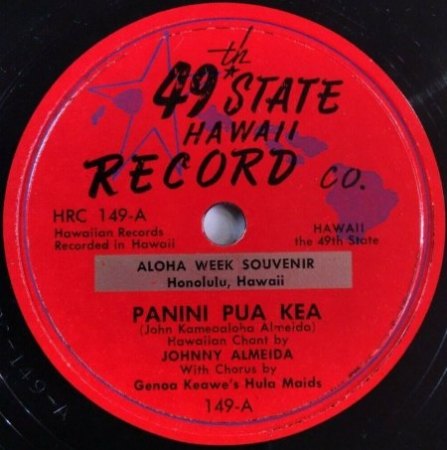 49th STATE
HAWAII
RECORD CO.
HRC 149-A
Hawaiian Records
Recorded in Hawaii
HAWAII
the 49th State
ALOHA WEEK SOUVENIR
Honolulu, Hawaii
PANINI PUA KEA
(John Kameaaloha Almeida)
Hawaiian Chant by
JOHNNY ALMEIDA
With Chorus by
Genoa Keawe's Hula Maids
149-A